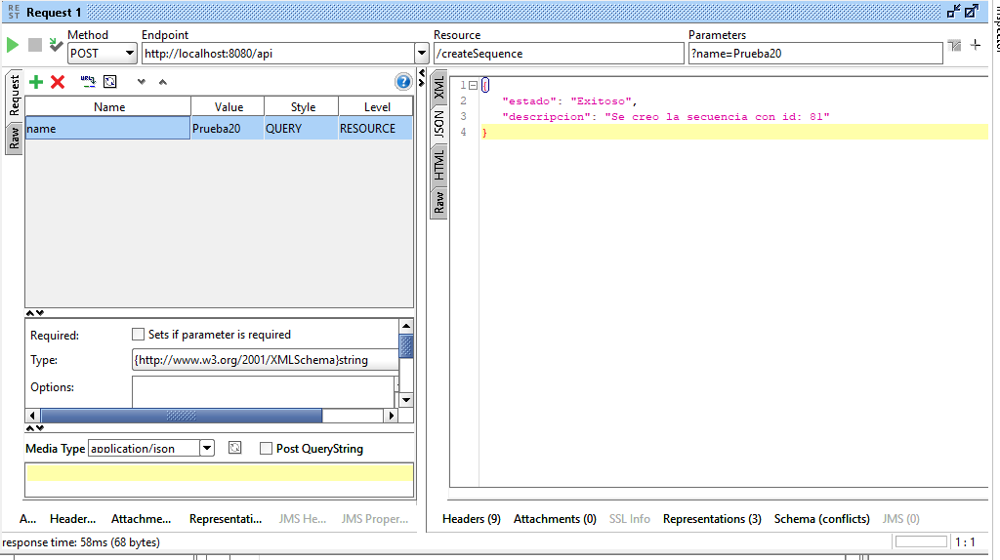 RE
ST
Request 1
Method
Endpoint
Resource
Parameters
POST
http://localhost:8080/api
/createSequence
?name=Prueba20
Request
Raw
Name
Value
Style
Level
name
Prueba20
QUERY
RESOURCE
Required:
Sets if parameter is required
Type:
{http://www.w3.org/2001/XMLSchema}string
Options:
Media Type
application/json
Post QueryString
A...
Header...
Attachme...
Representati...
JMS He...
JMS Proper...
XML
JSON
HTML
Raw
1 {
2 "estado": "Exitoso",
3 "descripcion": "Se creo la secuencia con id: 81"
4 }
Headers (9)
Attachments (0)
SSL Info
Representations (3)
Schema (conflicts)
JMS (0)
response time: 58ms (68 bytes)
1 : 1